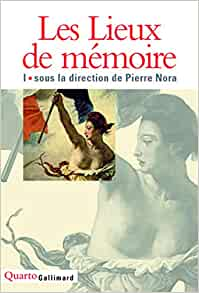 Les Lieux
de mémoire
I • sous la direction de Pierre Nora
Quarto Gallimard